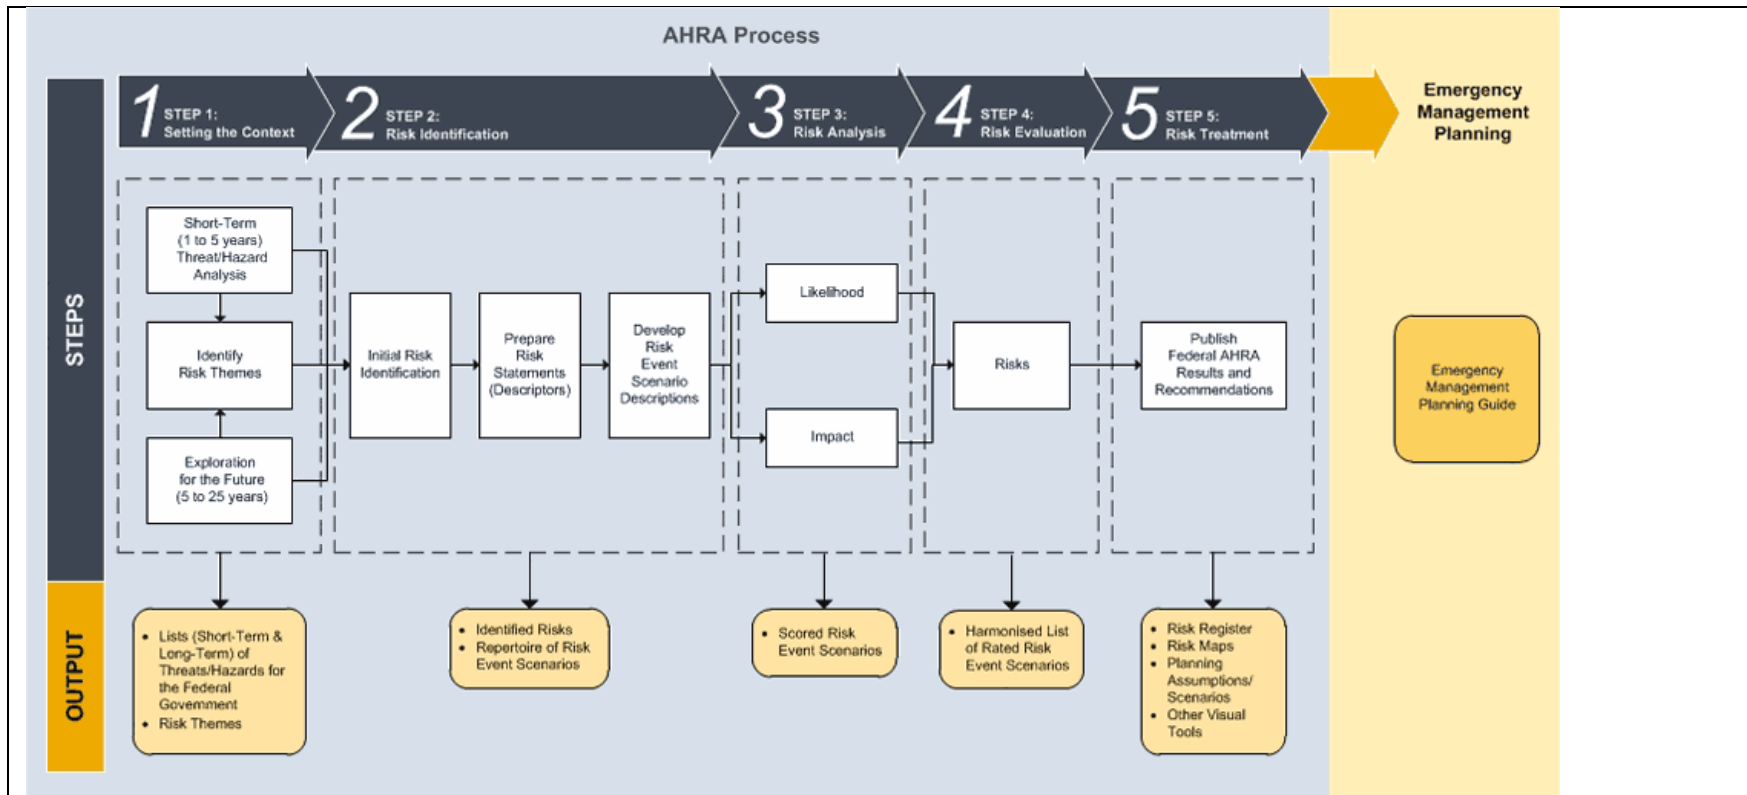 AHRA Process
STEPS
1 STEP 1:
Setting the Context
2 STEP 2:
Risk Identification
3 STEP 3:
Risk Analysis
4 STEP 4:
Risk Evaluation
5 STEP 5:
Risk Treatment
Emergency
Management
Planning
Short-Term
(1 to 5 years)
Threat/Hazard
Analysis
Identify
Risk Themes
Exploration
for the Future
(5 to 25 years)
Initial Risk
Identification
Prepare
Risk
Statements
(Descriptors)
Develop
Risk
Event
Scenario
Descriptions
Likelihood
Impact
Risks
Publish
Federal AHRA
Results and
Recommendations
Emergency
Management
Planning Guide
OUTPUT
• Lists (Short-Term &
Long-Term) of
Threats/Hazards for
the Federal
Government
• Risk Themes
• Identified Risks
• Repertoire of Risk
Event Scenarios
• Scored Risk
Event Scenarios
• Harmonised List
of Rated Risk
Event Scenarios
• Risk Register
• Risk Maps
• Planning
Assumptions/
Scenarios
• Other Visual
Tools